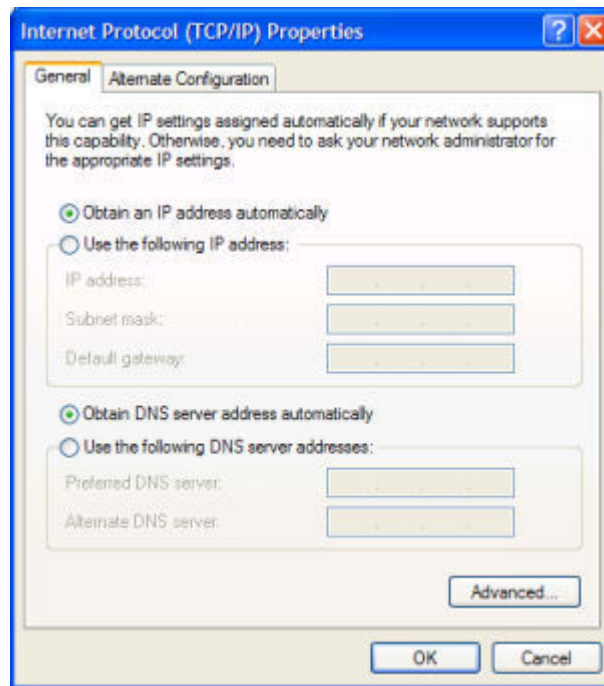 Internet Protocol (TCP/IP) Properties
General
Alternate Configuration
You can get IP settings assigned automatically if your network supports
this capability. Otherwise, you need to ask your network administrator for
the appropriate IP settings.
Obtain an IP address automatically
Use the following IP address:
IP address:
Subnet mask:
Default gateway:
Obtain DNS server address automatically
Use the following DNS server addresses:
Preferred DNS server:
Alternate DNS server:
Advanced...
OK
Cancel